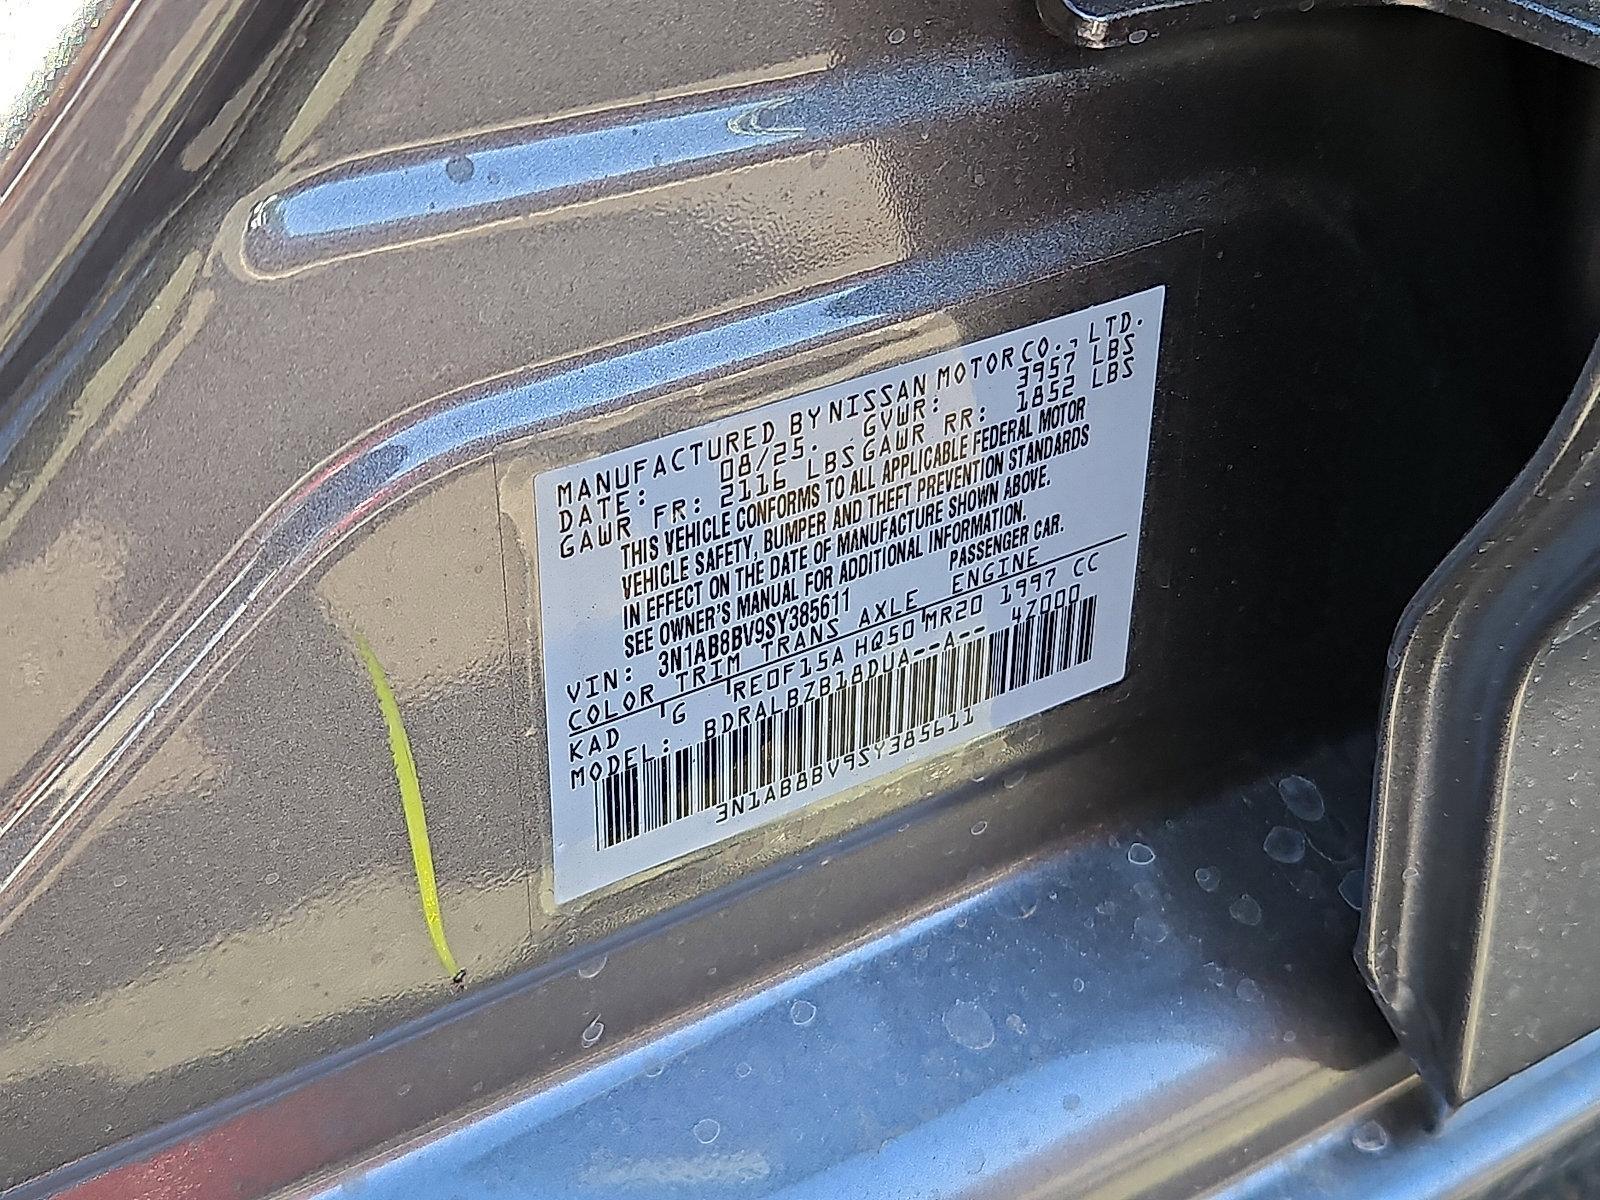 MANUFACTURED BY NISSAN MOTOR CO., LTD.
DATE: 08/25. GVWR: 3957 LBS
GAWR FR: 2116 LBS GAWR RR: 1852 LBS
THIS VEHICLE CONFORMS TO ALL APPLICABLE FEDERAL MOTOR
VEHICLE SAFETY, BUMPER AND THEFT PREVENTION STANDARDS
IN EFFECT ON THE DATE OF MANUFACTURE SHOWN ABOVE.
SEE OWNER'S MANUAL FOR ADDITIONAL INFORMATION.
VIN: 3N1AB8BV9SY385611 PASSENGER CAR.
COLOR TRIM TRANS AXLE ENGINE
KAD G RE0F15A HQ50 MR20 1997 CC
MODEL: BDRALBZB18DUA--A-- 47000
3N1AB8BV9SY385611